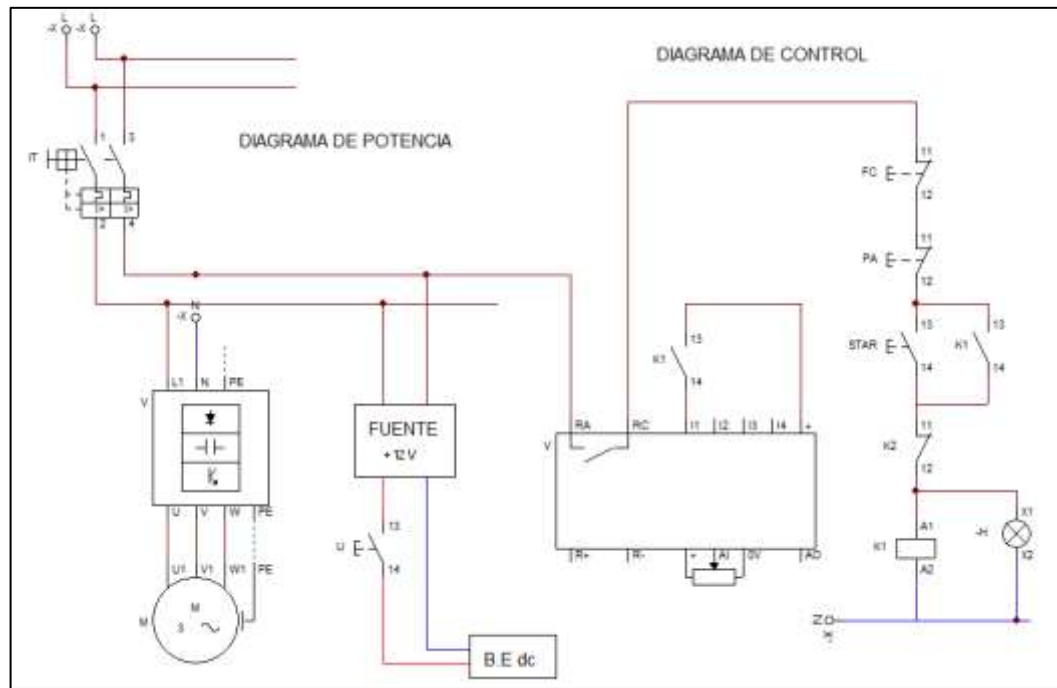 L L
-X -X
DIAGRAMA DE CONTROL
DIAGRAMA DE POTENCIA
1 3
IT
I> I>
2 4
11
FC
12
11
PA
12
N
-X
13
K1
14
13 13
STAR K1
14 14
L1 N PE
V
FUENTE
+ 12 V
RA RC I1 I2 I3 I4 +
V
11
K2
12
U V W PE
13
U
14
R+ R- + AI 0V AO
A1
K1
A2
X1
-H
X2
U1 V1 W1 PE
M
M
3
N
-X
B.E dc